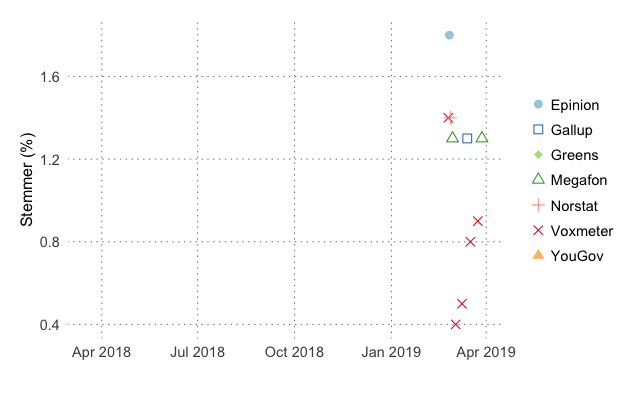 Stemmer (%)
1.6
1.2
0.8
0.4
Apr 2018
Jul 2018
Oct 2018
Jan 2019
Apr 2019
Epinion
Gallup
Greens
Megafon
Norstat
Voxmeter
YouGov